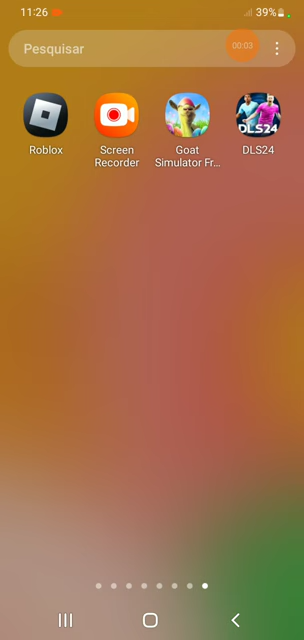 11:26
39%
Pesquisar
00:03
Roblox
Screen
Recorder
Goat
Simulator Fr...
DLS24
DLS24